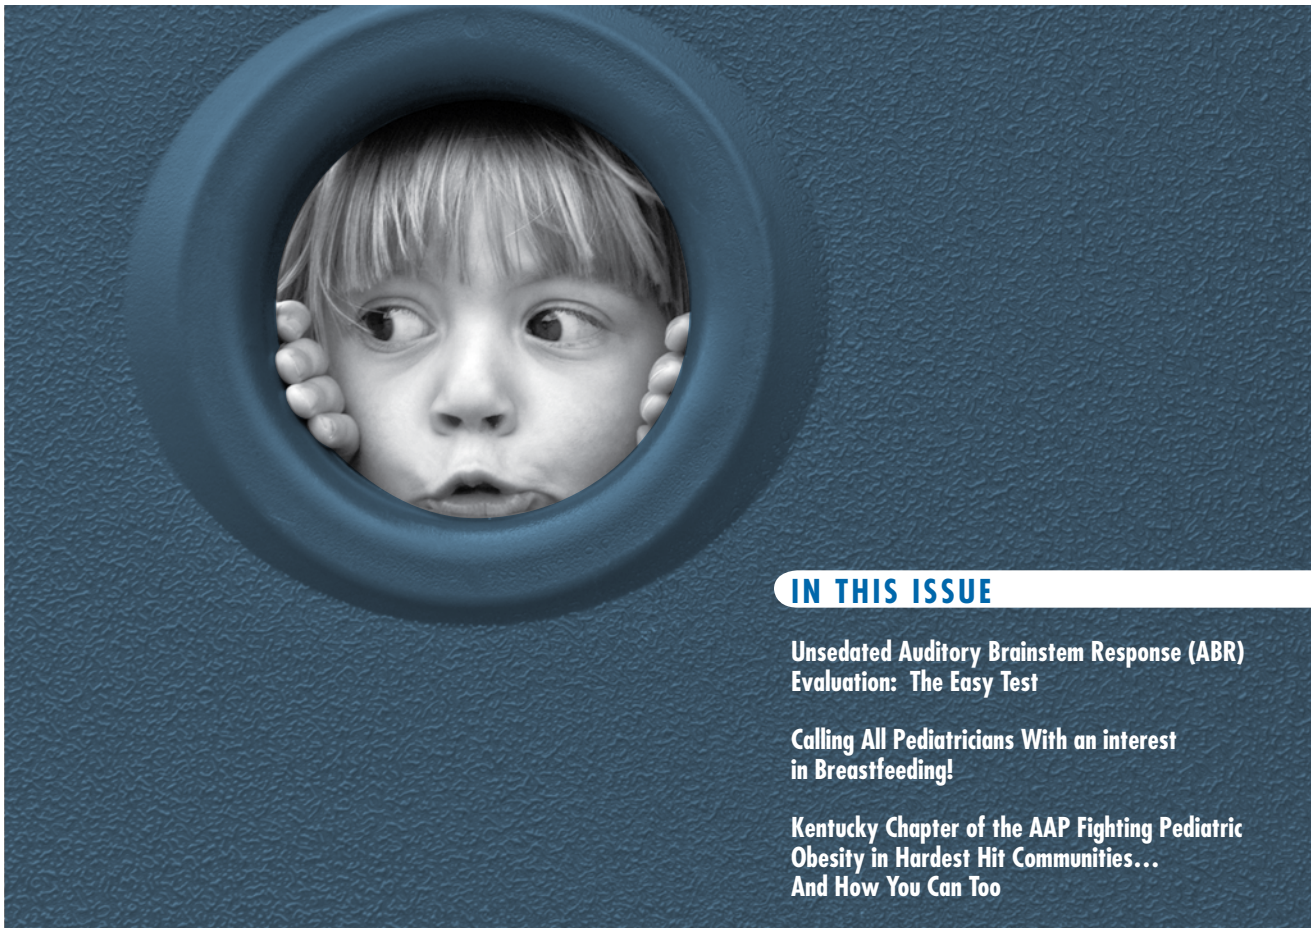 IN THIS ISSUE
Unsedated Auditory Brainstem Response (ABR)
Evaluation: The Easy Test
Calling All Pediatricians With an interest
in Breastfeeding!
Kentucky Chapter of the AAP Fighting Pediatric
Obesity in Hardest Hit Communities...
And How You Can Too